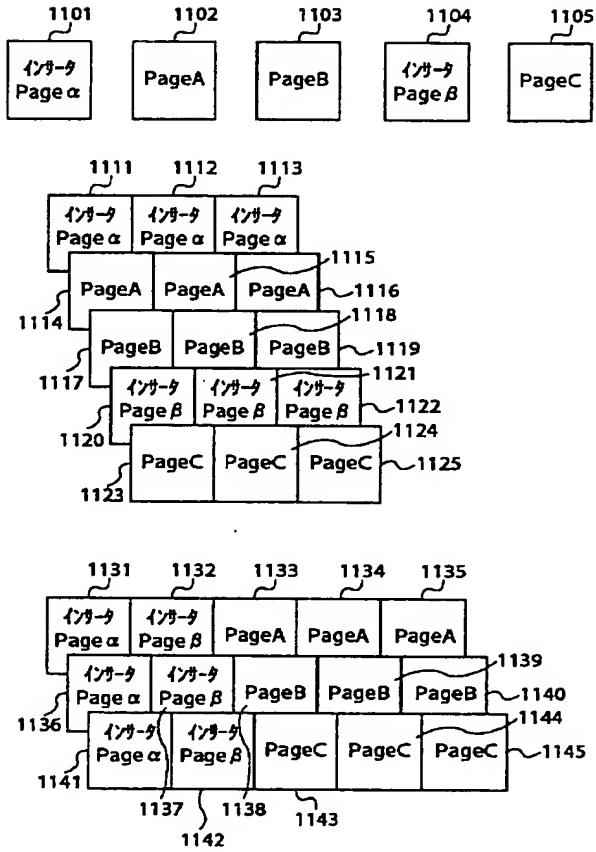 1101 1102 1103 1104 1105
インサータ
Page α
PageA
PageB
インサータ
Page β
PageC
1111 1112 1113
インサータ インサータ インサータ
Page α Page α Page α
1115
PageA PageA PageA 1116
1114
1118
PageB PageB PageB 1119
1117
1121
インサータ インサータ インサータ
Page β Page β Page β 1122
1120
1124
PageC PageC PageC 1125
1123
1131 1132 1133 1134 1135
インサータ インサータ
Page α Page β PageA PageA PageA
1139
インサータ インサータ
Page α Page β PageB PageB PageB 1140
1136
1144
インサータ インサータ
Page α Page β PageC PageC PageC 1145
1141
1137 1138 1143
1142